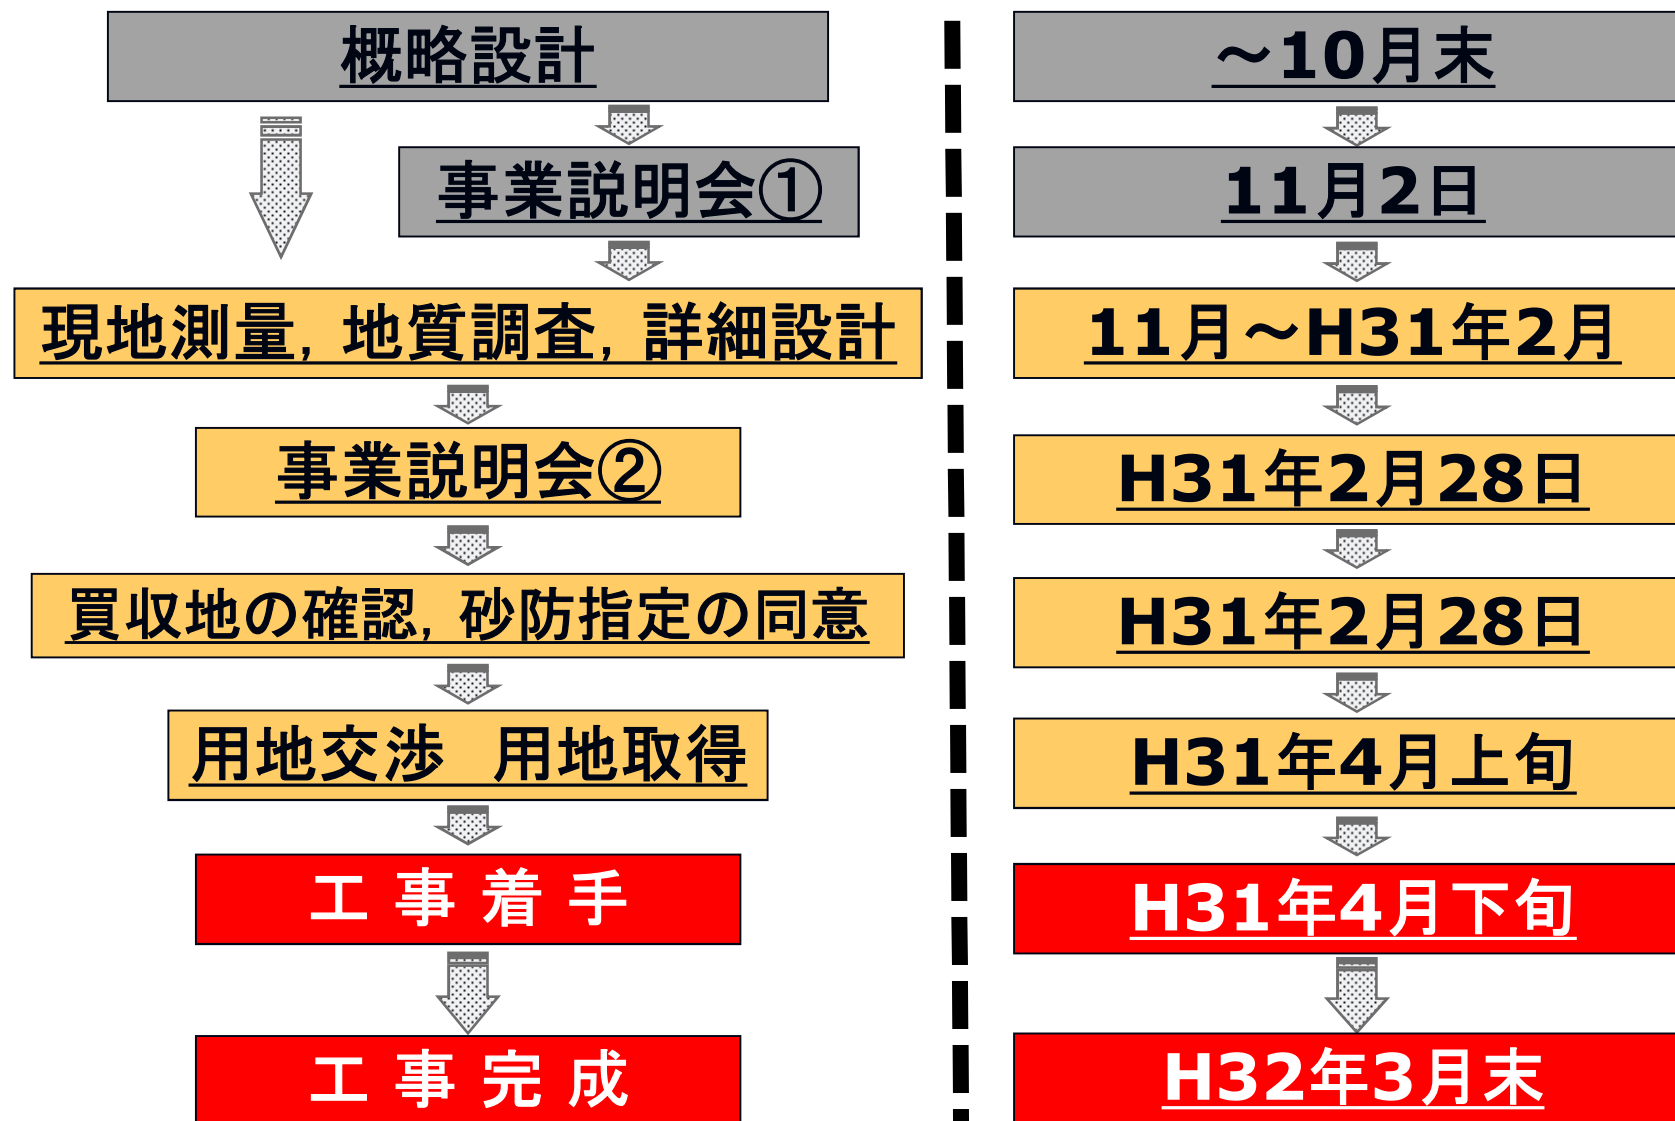 概略設計
～10月末
事業説明会①
11月2日
現地測量, 地質調査, 詳細設計
11月～H31年2月
事業説明会②
H31年2月28日
買収地の確認, 砂防指定の同意
H31年2月28日
用地交渉　用地取得
H31年4月上旬
工 事 着 手
H31年4月下旬
工 事 完 成
H32年3月末